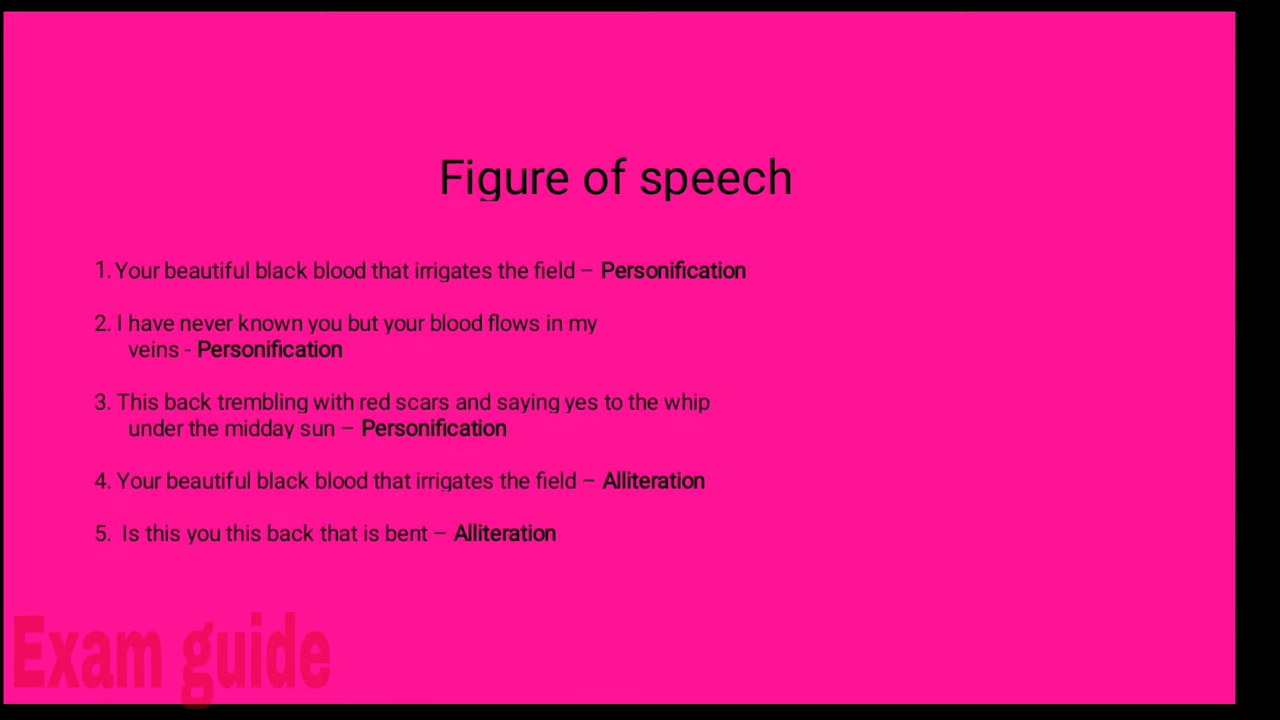 Figure of speech
1. Your beautiful black blood that irrigates the field – Personification
2. I have never known you but your blood flows in my
veins - Personification
3. This back trembling with red scars and saying yes to the whip
under the midday sun – Personification
4. Your beautiful black blood that irrigates the field – Alliteration
5. Is this you this back that is bent – Alliteration
Exam guide